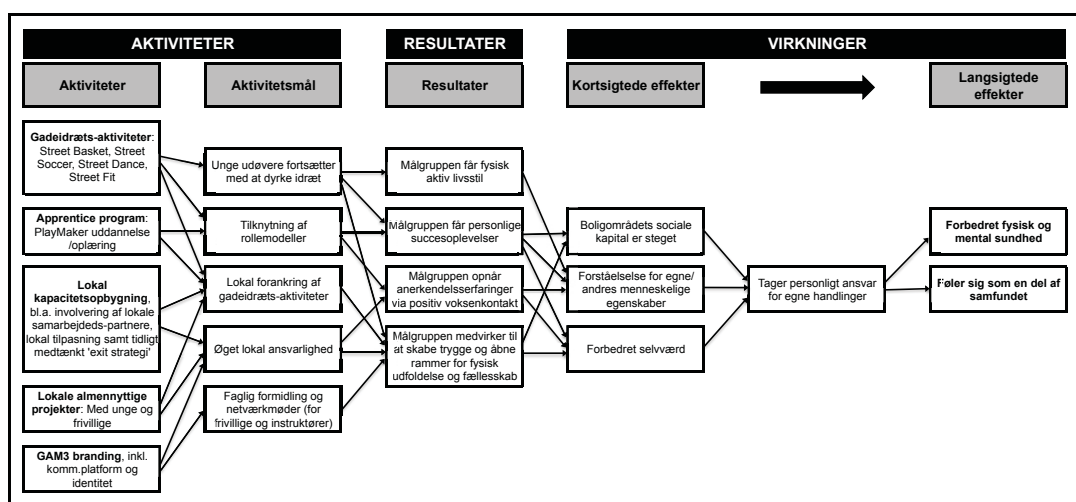 AKTIVITETER
RESULTATER
VIRKNINGER
Aktiviteter
Aktivitetsmål
Resultater
Kortsigtede effekter
Langsigtede
effekter
Gadeidræts-aktiviteter:
Street Basket, Street
Soccer, Street Dance,
Street Fit
Apprentice program:
PlayMaker uddannelse
/oplæring
Lokal
kapacitetsopbygning,
bl.a. involvering af lokale
samarbejdeds-partnere,
lokal tilpasning samt tidligt
medtænkt 'exit strategi'
Lokale almennyttige
projekter: Med unge og
frivillige
GAM3 branding, inkl.
komm.platform og
identitet
Unge udøvere fortsætter
med at dyrke idræt
Tilknytning af
rollemodeller
Lokal forankring af
gadeidræts-aktiviteter
Øget lokal ansvarlighed
Faglig formidling og
netværkmøder (for
frivillige og instruktører)
Målgruppen får fysisk
aktiv livsstil
Målgruppen får personlige
succesoplevelser
Målgruppen opnår
anerkendelsserfaringer
via positiv voksenkontakt
Målgruppen medvirker til
at skabe trygge og åbne
rammer for fysisk
udfoldelse og fællesskab
Boligområdets sociale
kapital er steget
Forståelselse for egne/
andres menneskelige
egenskaber
Forbedret selvværd
Tager personligt ansvar
for egne handlinger
Forbedret fysisk og
mental sundhed
Føler sig som en del af
samfundet